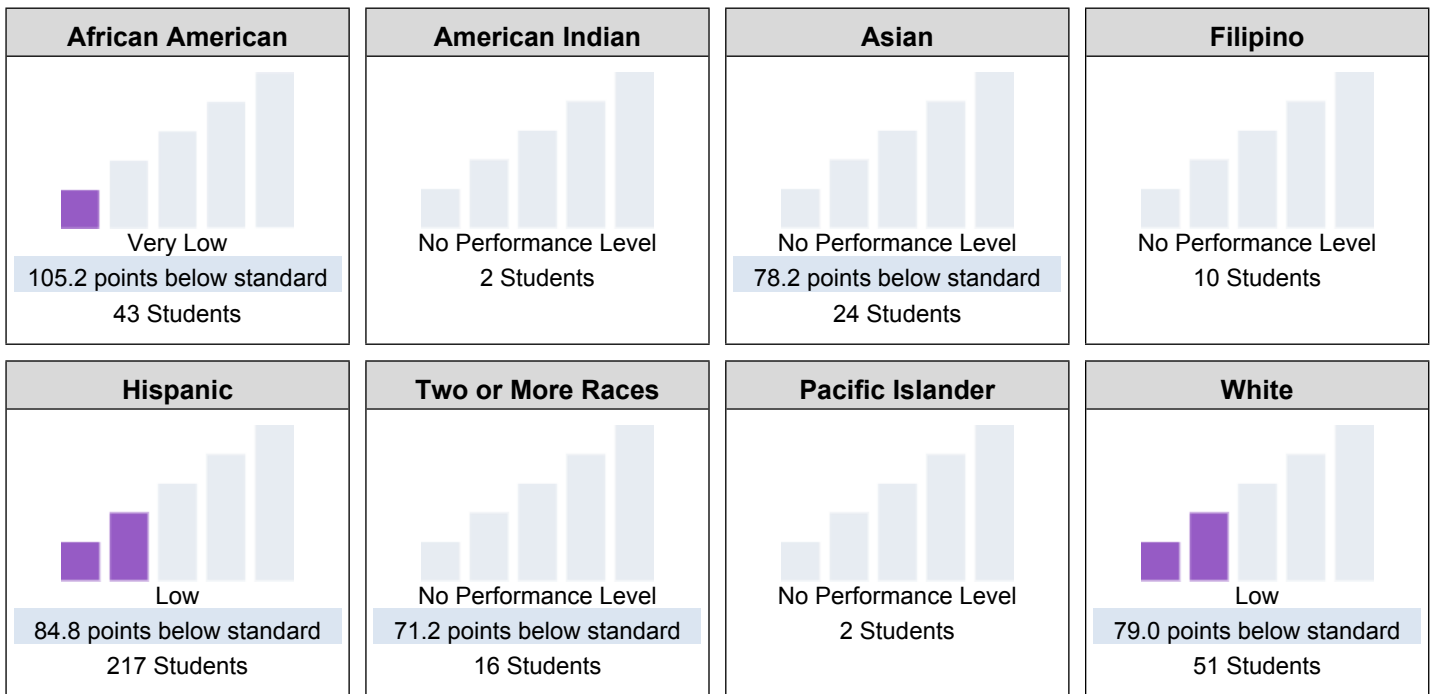 African American
Very Low
105.2 points below standard
43 Students
American Indian
No Performance Level
2 Students
Asian
No Performance Level
78.2 points below standard
24 Students
Filipino
No Performance Level
10 Students
Hispanic
Low
84.8 points below standard
217 Students
Two or More Races
No Performance Level
71.2 points below standard
16 Students
Pacific Islander
No Performance Level
2 Students
White
Low
79.0 points below standard
51 Students